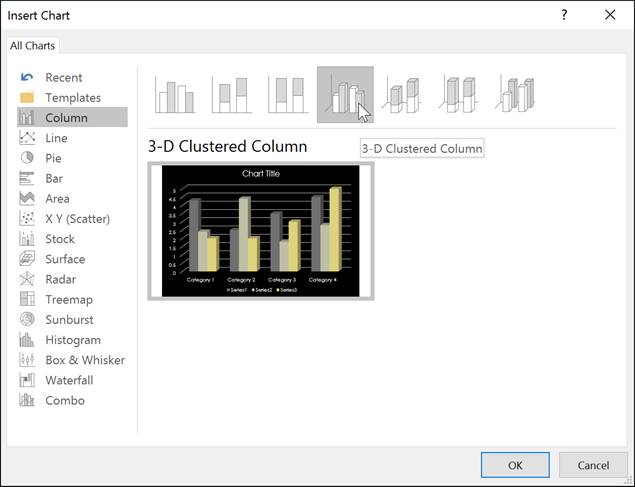 Insert Chart
?
All Charts
Recent
Templates
Column
Line
Pie
Bar
Area
X Y (Scatter)
Stock
Surface
Radar
Treemap
Sunburst
Histogram
Box & Whisker
Waterfall
Combo
3-D Clustered Column
3-D Clustered Column
Chart Title
5
4.5
4
3.5
3
2.5
2
1.5
1
0.5
0
Category 1 Category 2 Category 3 Category 4
Series1 Series2 Series3
OK Cancel